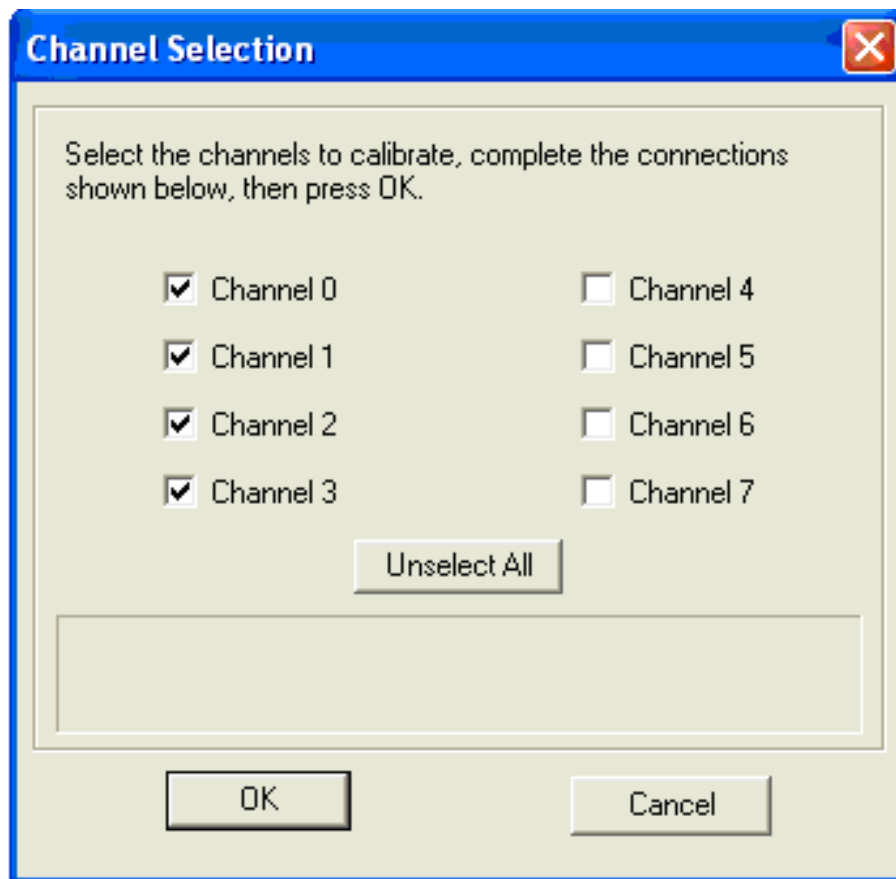 Channel Selection
Select the channels to calibrate, complete the connections
shown below, then press OK.
Channel 0
Channel 4
Channel 1
Channel 5
Channel 2
Channel 6
Channel 3
Channel 7
Unselect All
OK
Cancel